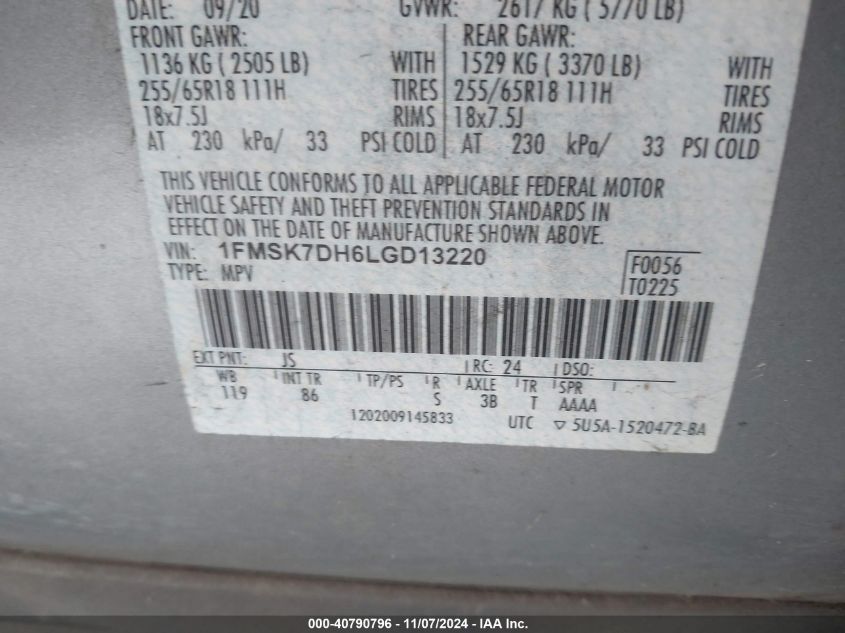 DATE: 09/20 GVWR: 2617 KG ( 5770 LB)
FRONT GAWR: REAR GAWR:
1136 KG ( 2505 LB) WITH 1529 KG ( 3370 LB) WITH
255/65R18 111H TIRES 255/65R18 111H TIRES
18x7.5J RIMS 18x7.5J RIMS
AT 230 kPa/ 33 PSI COLD AT 230 kPa/ 33 PSI COLD
THIS VEHICLE CONFORMS TO ALL APPLICABLE FEDERAL MOTOR
VEHICLE SAFETY AND THEFT PREVENTION STANDARDS IN
EFFECT ON THE DATE OF MANUFACTURE SHOWN ABOVE.
VIN: 1FMSK7DH6LGD13220
TYPE: MPV
F0056
T0225
EXT PNT: JS RC: 24 DSO:
WB INT TR TP/PS R AXLE TR SPR
119 86 S 3B T AAAA
1202009145833 UTC ▽ 5U5A-1520472-BA
000-40790796 - 11/07/2024 - IAA Inc.